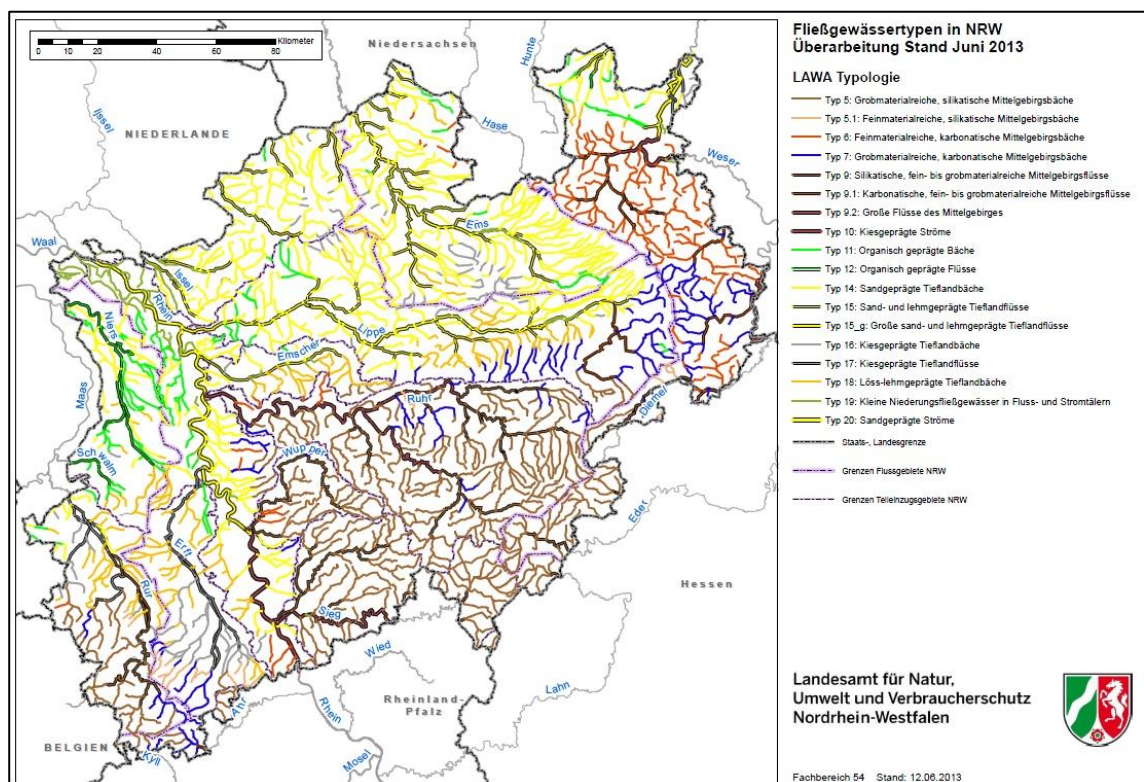 Kilometer
0 20 40 60 80
Niedersachsen
Hunte
Ijssel
NIEDERLANDE
Hase
Weser
Waal
Ems
Issel
Rhein
Niers
Lippe
Emscher
Maas
Ruhr
Diemel
Schwalm
Wupper
Eder
Erft
Hessen
Rur
Sieg
Wied
Lahn
Ahr
Rhein
Rheinland-
Pfalz
BELGIEN
Kyll
Mosel
Fließgewässertypen in NRW
Überarbeitung Stand Juni 2013
LAWA Typologie
Typ 5: Grobmaterialreiche, silikatische Mittelgebirgsbäche
Typ 5.1: Feinmaterialreiche, silikatische Mittelgebirgsbäche
Typ 6: Feinmaterialreiche, karbonatische Mittelgebirgsbäche
Typ 7: Grobmaterialreiche, karbonatische Mittelgebirgsbäche
Typ 9: Silikatische, fein- bis grobmaterialreiche Mittelgebirgsflüsse
Typ 9.1: Karbonatische, fein- bis grobmaterialreiche Mittelgebirgsflüsse
Typ 9.2: Große Flüsse des Mittelgebirges
Typ 10: Kiesgeprägte Ströme
Typ 11: Organisch geprägte Bäche
Typ 12: Organisch geprägte Flüsse
Typ 14: Sandgeprägte Tieflandbäche
Typ 15: Sand- und lehmgeprägte Tieflandflüsse
Typ 15_g: Große sand- und lehmgeprägte Tieflandflüsse
Typ 16: Kiesgeprägte Tieflandbäche
Typ 17: Kiesgeprägte Tieflandflüsse
Typ 18: Löss-lehmgeprägte Tieflandbäche
Typ 19: Kleine Niederungsfließgewässer in Fluss- und Stromtälern
Typ 20: Sandgeprägte Ströme
Staats-, Landesgrenze
Grenzen Flussgebiete NRW
Grenzen Teileinzugsgebiete NRW
Landesamt für Natur,
Umwelt und Verbraucherschutz
Nordrhein-Westfalen
Fachbereich 54 Stand: 12.06.2013